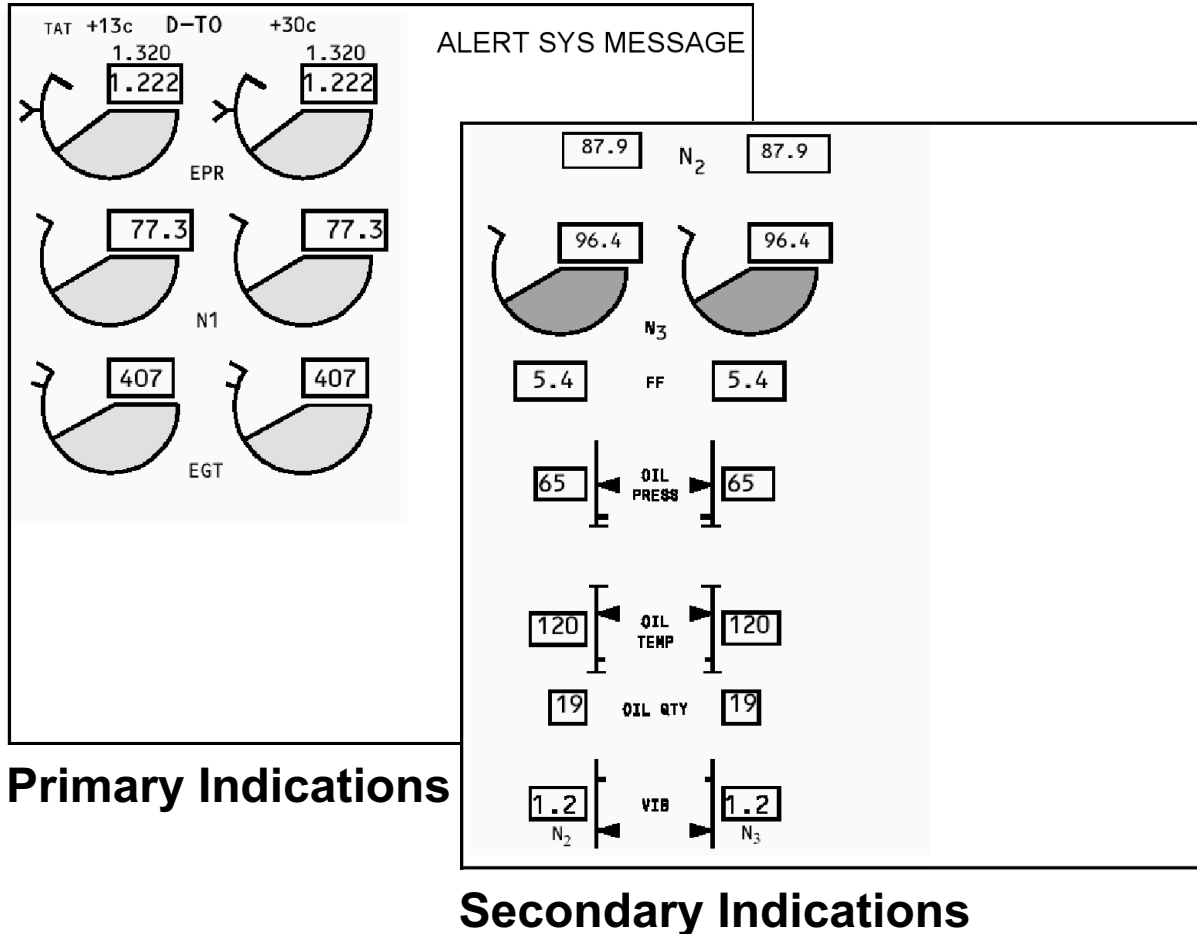 TAT +13c D-TO +30c
1.320 1.320
1.222 1.222
EPR
77.3 77.3
N1
407 407
EGT
ALERT SYS MESSAGE
Primary Indications
87.9 N2 87.9
96.4 96.4
N3
5.4 FF 5.4
65 OIL PRESS 65
120 OIL TEMP 120
19 OIL QTY 19
1.2 VIB 1.2
N2 N3
Secondary Indications